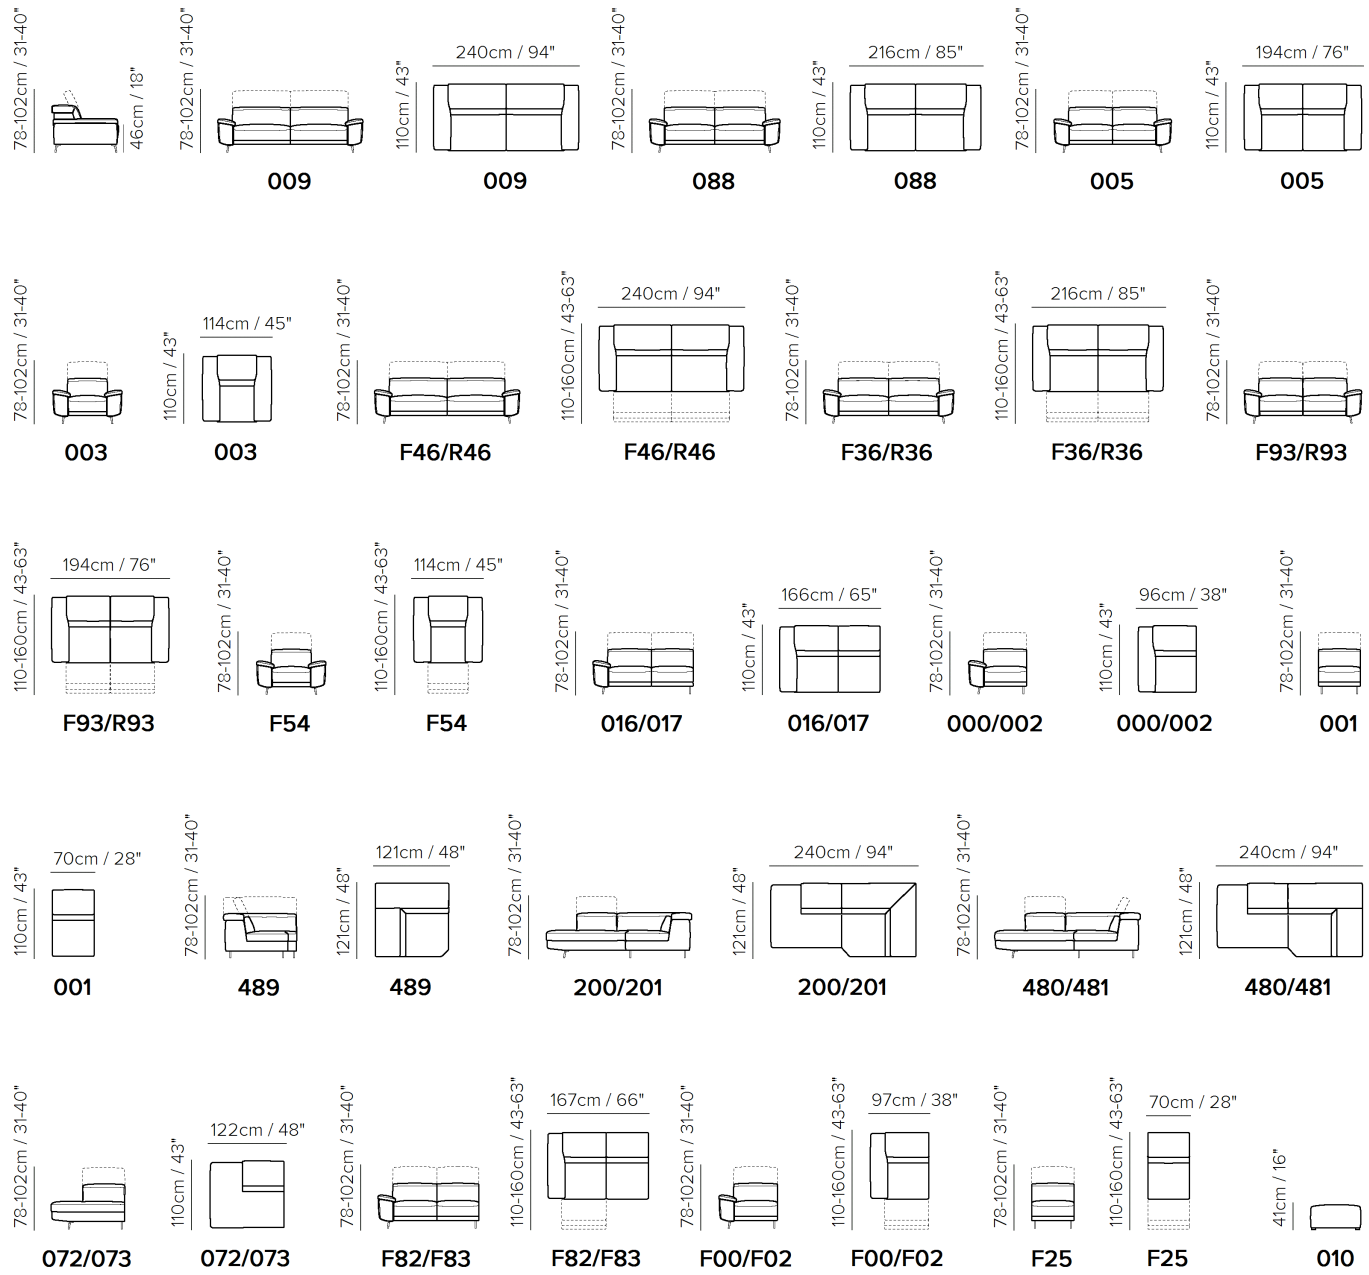 78-102cm / 31-40"
46cm / 18"
78-102cm / 31-40"
009
110cm / 43"
240cm / 94"
009
78-102cm / 31-40"
088
110cm / 43"
216cm / 85"
088
78-102cm / 31-40"
005
110cm / 43"
194cm / 76"
005
78-102cm / 31-40"
003
110cm / 43"
114cm / 45"
003
78-102cm / 31-40"
F46/R46
110-160cm / 43-63"
240cm / 94"
F46/R46
78-102cm / 31-40"
F36/R36
110-160cm / 43-63"
216cm / 85"
F36/R36
78-102cm / 31-40"
F93/R93
110-160cm / 43-63"
194cm / 76"
F93/R93
78-102cm / 31-40"
F54
110-160cm / 43-63"
114cm / 45"
F54
78-102cm / 31-40"
016/017
110cm / 43"
166cm / 65"
016/017
78-102cm / 31-40"
000/002
110cm / 43"
96cm / 38"
000/002
78-102cm / 31-40"
001
110cm / 43"
70cm / 28"
001
78-102cm / 31-40"
489
121cm / 48"
121cm / 48"
489
78-102cm / 31-40"
200/201
121cm / 48"
240cm / 94"
200/201
78-102cm / 31-40"
480/481
121cm / 48"
240cm / 94"
480/481
78-102cm / 31-40"
072/073
110cm / 43"
122cm / 48"
072/073
78-102cm / 31-40"
F82/F83
110-160cm / 43-63"
167cm / 66"
F82/F83
78-102cm / 31-40"
F00/F02
110-160cm / 43-63"
97cm / 38"
F00/F02
78-102cm / 31-40"
F25
110-160cm / 43-63"
70cm / 28"
F25
41cm / 16"
010